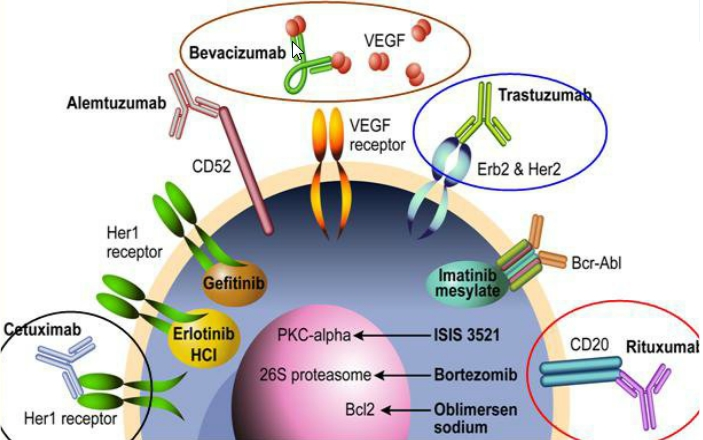 Bevacizumab
VEGF
Alemtuzumab
Trastuzumab
VEGF
receptor
CD52
Erb2 & Her2
Her1
receptor
Gefitinib
Imatinib
mesylate
Bcr-Abl
Cetuximab
Erlotinib
HCl
PKC-alpha
ISIS 3521
CD20
Rituximab
26S proteasome
Bortezomib
Her1 receptor
Bcl2
Oblimersen
sodium